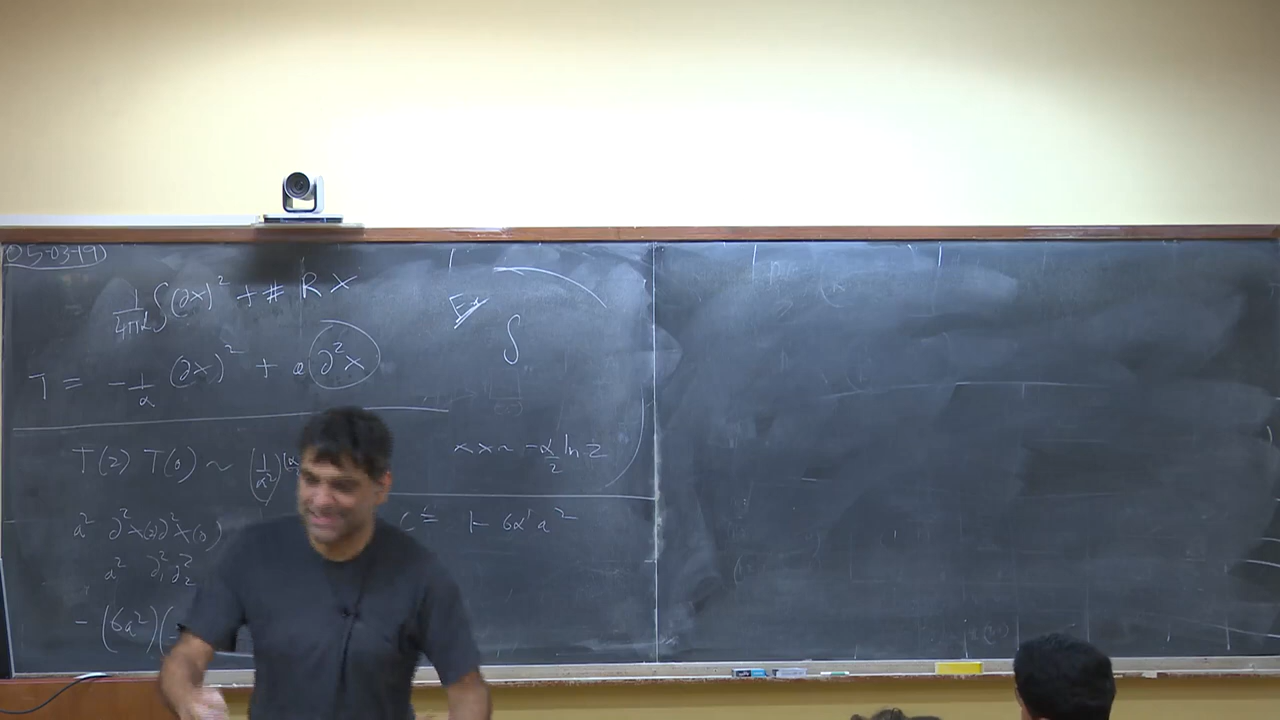 05-03-19
1/4πα ∫(∂X)² + # R X
T = -1/α (∂X)² + a ∂²X
T(z) T(0) ~ (1/α²)(α
a² ∂²X(z)∂²X(0)
a² ∂₁²∂₂²
- (6a²)(-
Ex
∫
XX ~ -α/2 ln z
c = 1 - 6α'a²